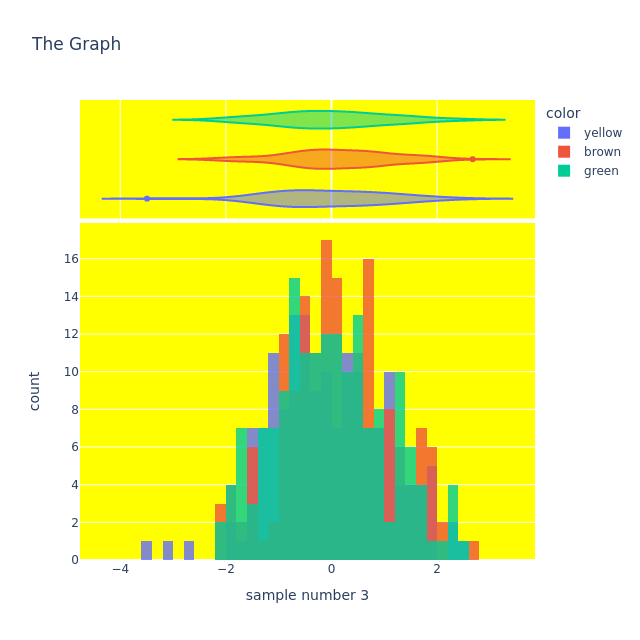 The Graph
color
yellow
brown
green
16
14
12
10
8
6
4
2
0
count
−4
−2
0
2
sample number 3